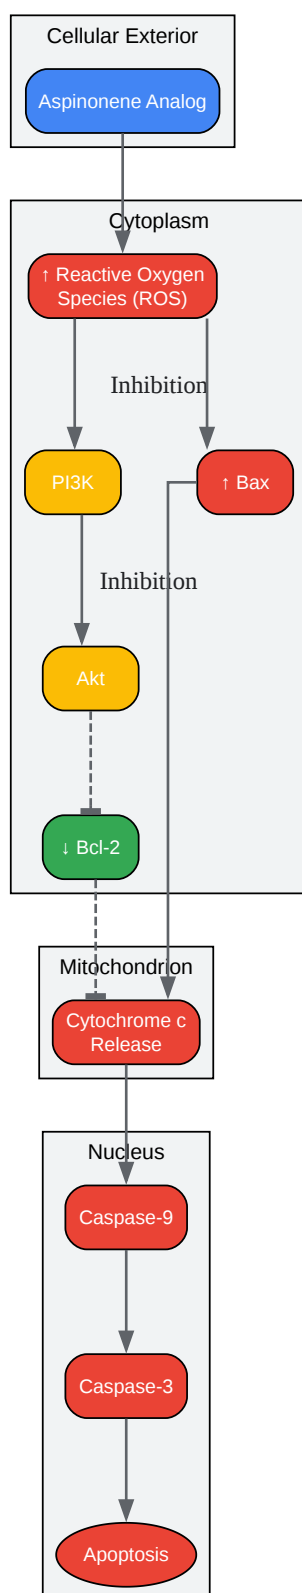 Cellular Exterior
Aspinonene Analog
Cytoplasm
↑ Reactive Oxygen
Species (ROS)
Inhibition
PI3K
↑ Bax
Inhibition
Akt
↓ Bcl-2
Mitochondrion
Cytochrome c
Release
Nucleus
Caspase-9
Caspase-3
Apoptosis